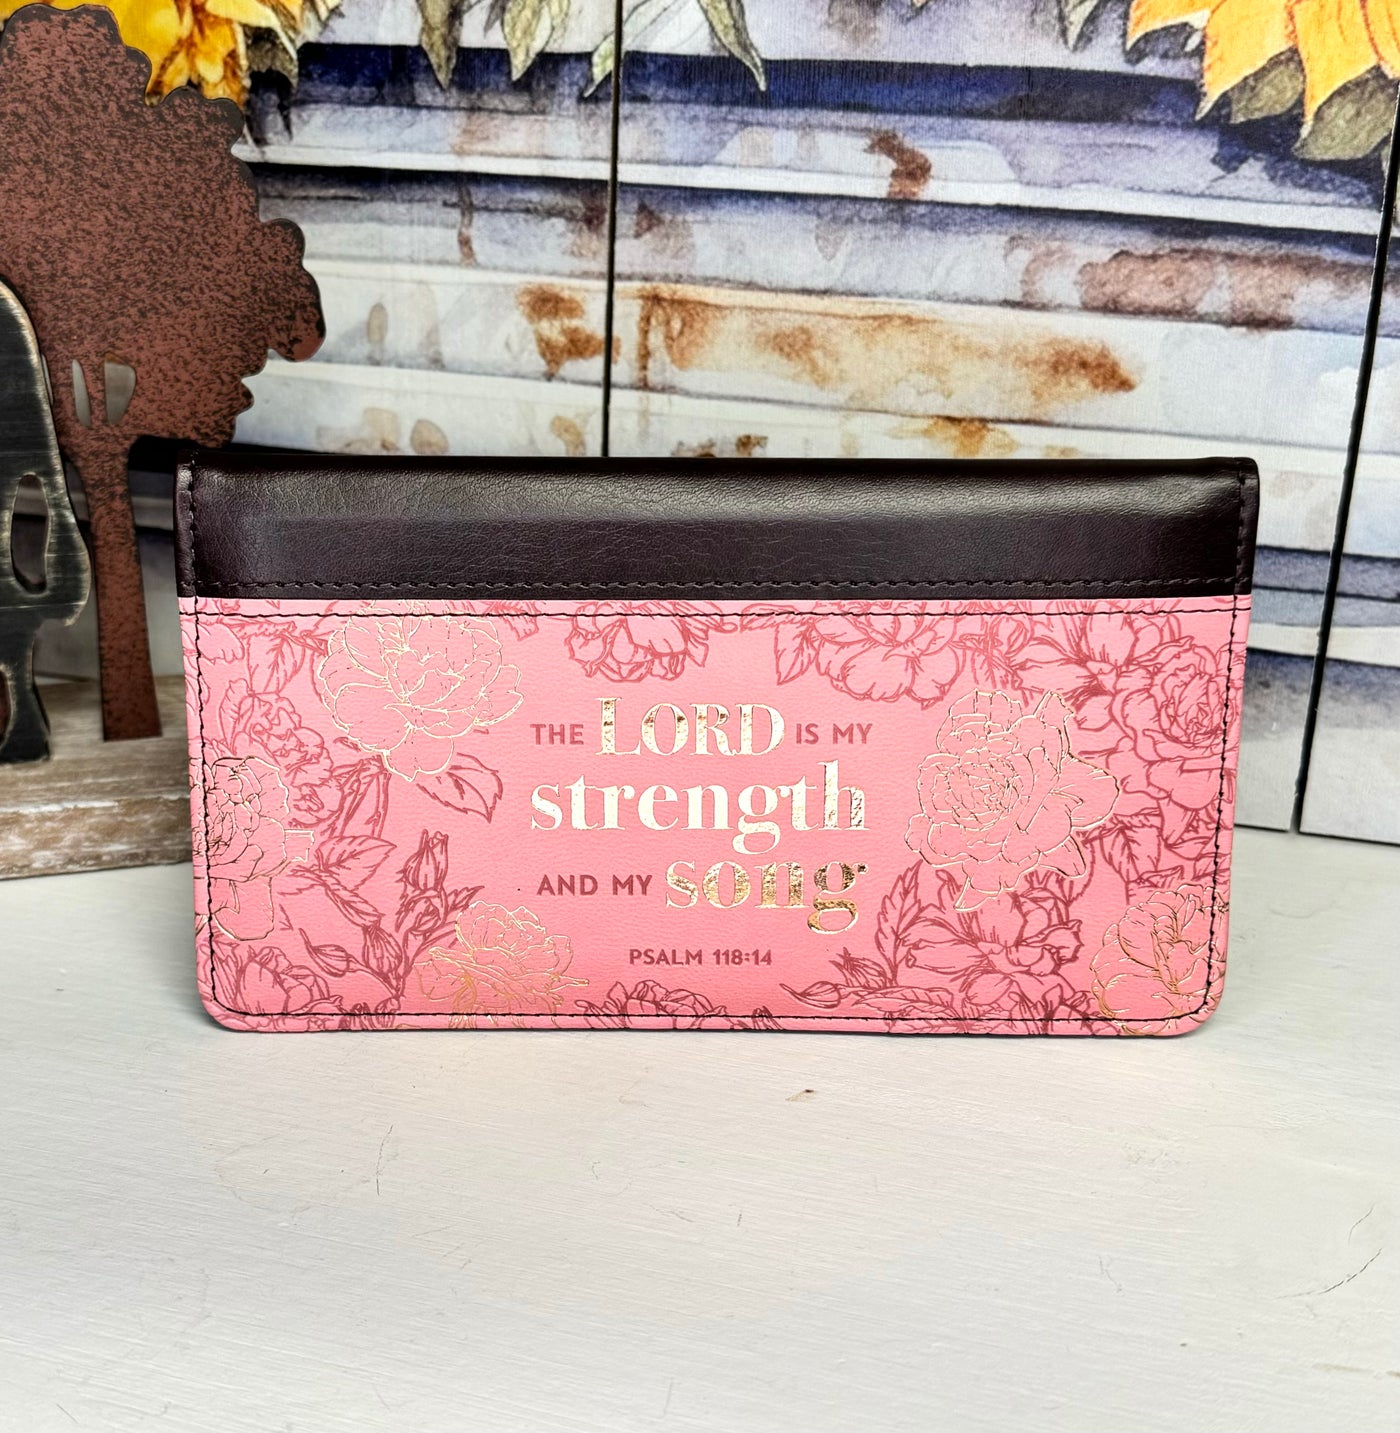 THE LORD IS MY
strength
AND MY song
PSALM 118:14